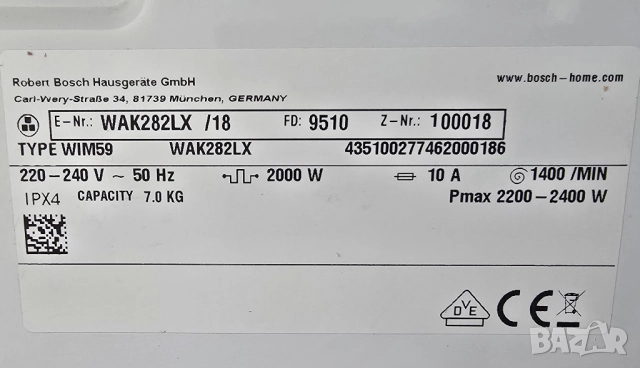 Robert Bosch Hausgeräte GmbH
www.bosch-home.com
Carl-Wery-Straße 34, 81739 München, GERMANY
E-Nr.: WAK282LX /18 FD: 9510 Z-Nr.: 100018
TYPE WIM59 WAK282LX 435100277462000186
220-240 V ~ 50 Hz 2000 W 10 A 1400 /MIN
IPX4 CAPACITY 7.0 KG Pmax 2200-2400 W
DVE CE
BAZAR